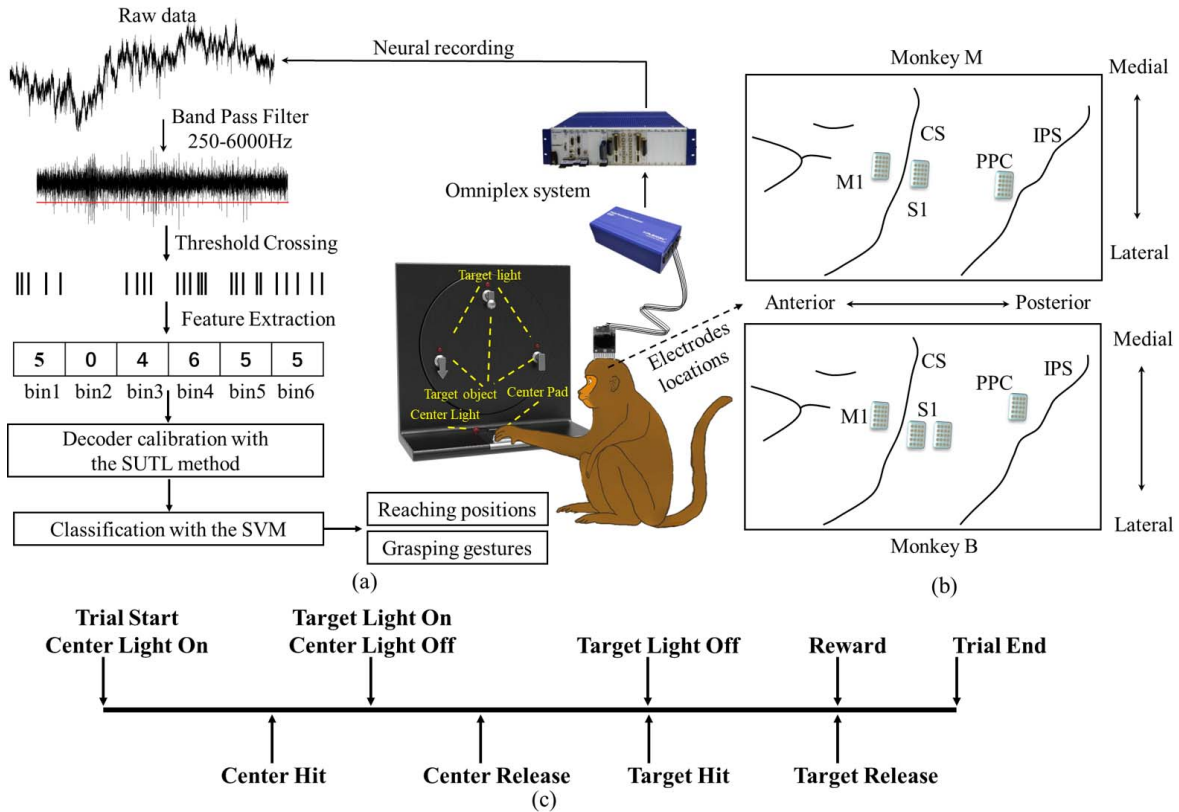 Raw data
Neural recording
Band Pass Filter
250-6000Hz
Omniplex system
Threshold Crossing
Feature Extraction
5 0 4 6 5 5
bin1 bin2 bin3 bin4 bin5 bin6
Decoder calibration with
the SUTL method
Classification with the SVM
Reaching positions
Grasping gestures
Target light
Target object
Center Pad
Center Light
Electrodes
locations
(a)
Monkey M
Medial
CS
IPS
M1
S1
PPC
Lateral
Anterior
Posterior
Medial
CS
PPC
IPS
M1
S1
Lateral
Monkey B
(b)
Trial Start
Center Light On
Target Light On
Center Light Off
Target Light Off
Reward
Trial End
Center Hit
Center Release
Target Hit
Target Release
(c)